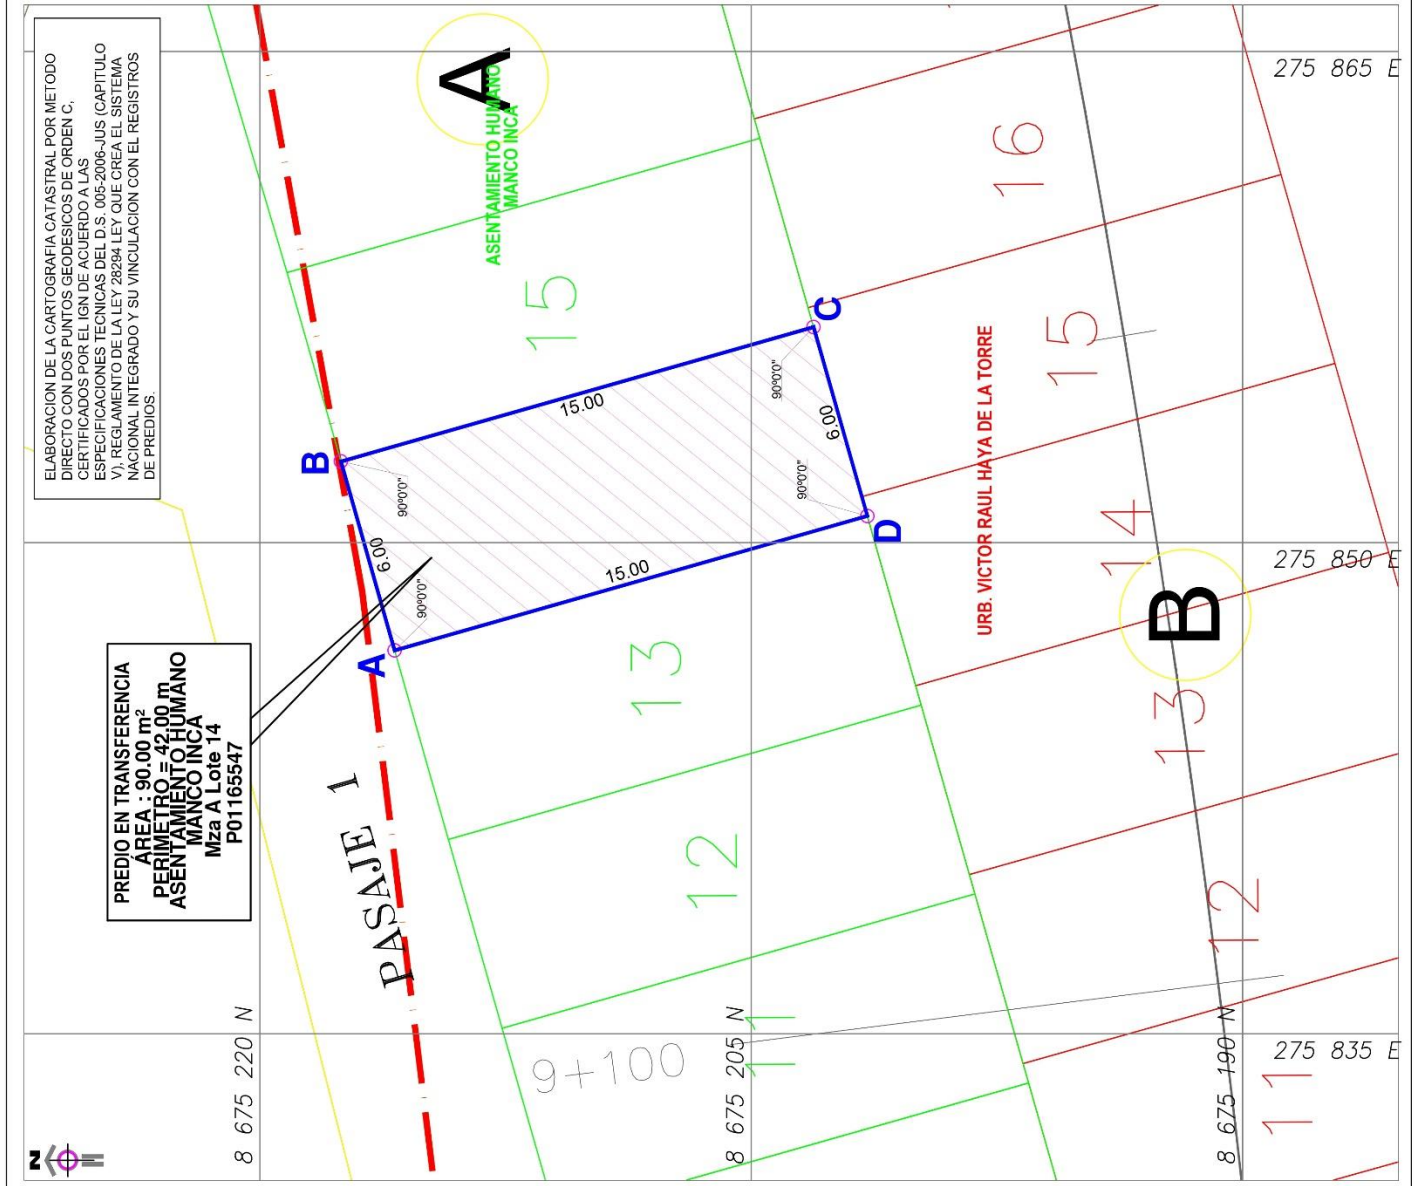 ELABORACION DE LA CARTOGRAFIA CATASTRAL POR METODO
DIRECTO CON DOS PUNTOS GEODESICOS DE ORDEN C,
CERTIFICADOS POR EL IGN DE ACUERDO A LAS
ESPECIFICACIONES TECNICAS DEL D.S. 005-2006-JUS (CAPITULO
V), REGLAMENTO DE LA LEY 28294 LEY QUE CREA EL SISTEMA
NACIONAL INTEGRADO Y SU VINCULACION CON EL REGISTROS
DE PREDIOS.
PREDIO EN TRANSFERENCIA
ÁREA : 90.00 m²
PERIMETRO = 42.00 m
ASENTAMIENTO HUMANO
MANCO INCA
Mza A Lote 14
P01165547
N
PASAJE 1
A
ASENTAMIENTO HUMANO
MANCO INCA
B
URB. VICTOR RAUL HAYA DE LA TORRE
A
B
C
D
6.00
15.00
6.00
15.00
90°0'0"
90°0'0"
90°0'0"
90°0'0"
11
12
13
15
9+100
11
12
13
14
15
16
8 675 220 N
8 675 205 N
8 675 190 N
275 835 E
275 850 E
275 865 E